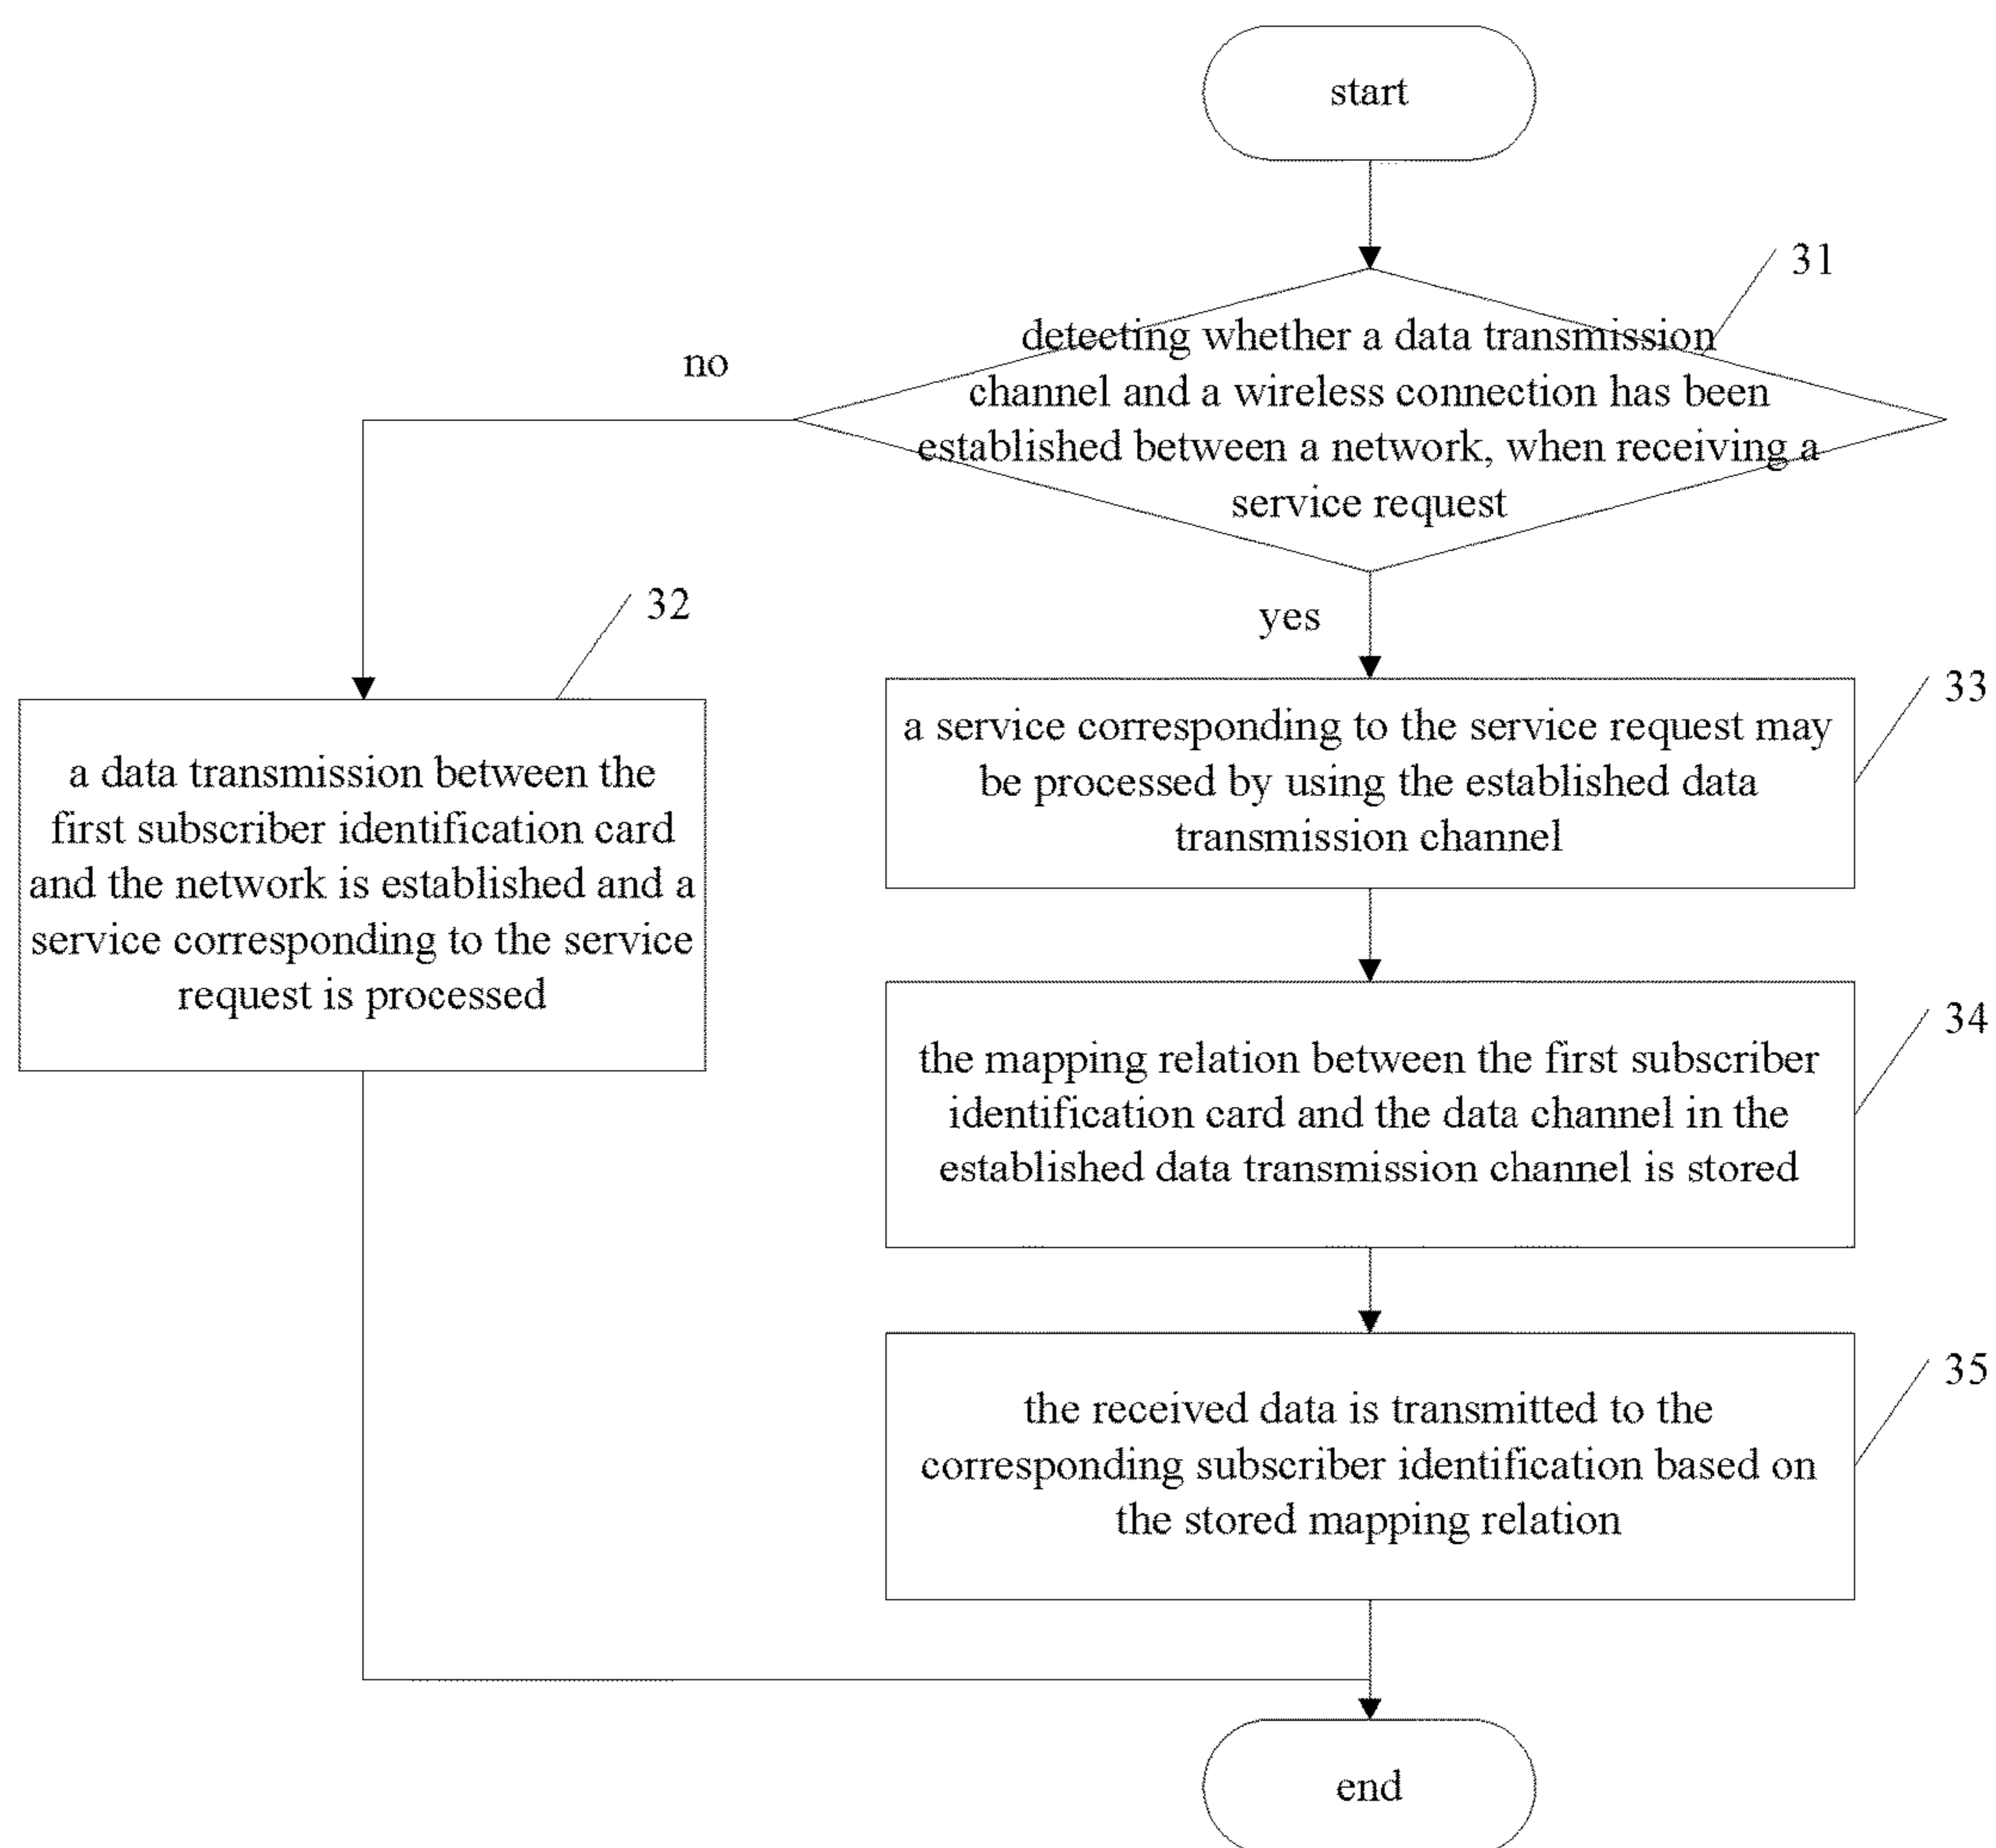 start
31
detecting whether a data transmission
channel and a wireless connection has been
established between a network, when receiving a
service request
no
yes
32
a data transmission between the
first subscriber identification card
and the network is established and a
service corresponding to the service
request is processed
33
a service corresponding to the service request may
be processed by using the established data
transmission channel
34
the mapping relation between the first subscriber
identification card and the data channel in the
established data transmission channel is stored
35
the received data is transmitted to the
corresponding subscriber identification based on
the stored mapping relation
end